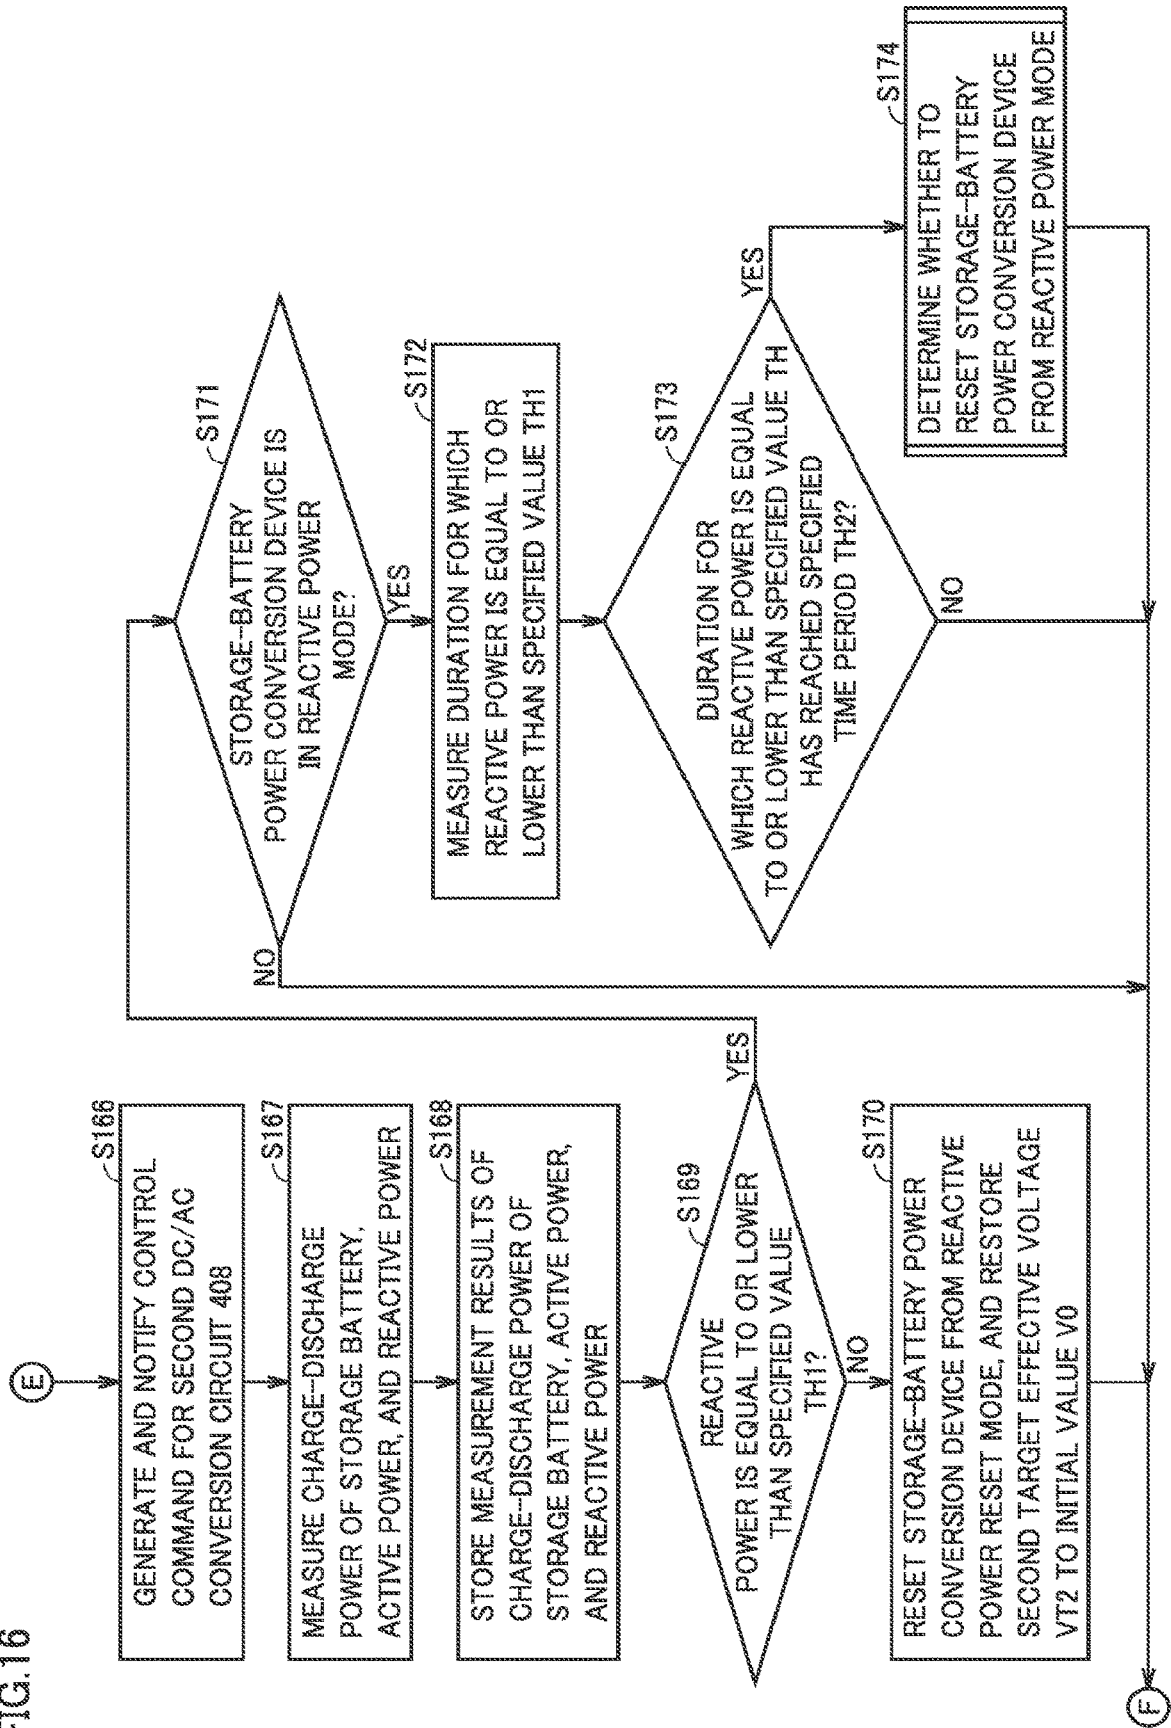 FIG.16
E
S166
GENERATE AND NOTIFY CONTROL
COMMAND FOR SECOND DC/AC
CONVERSION CIRCUIT 408
S167
MEASURE CHARGE-DISCHARGE
POWER OF STORAGE BATTERY,
ACTIVE POWER, AND REACTIVE POWER
S168
STORE MEASUREMENT RESULTS OF
CHARGE-DISCHARGE POWER OF
STORAGE BATTERY, ACTIVE POWER,
AND REACTIVE POWER
S169
REACTIVE
POWER IS EQUAL TO OR LOWER
THAN SPECIFIED VALUE
TH1?
YES
NO
S170
RESET STORAGE-BATTERY POWER
CONVERSION DEVICE FROM REACTIVE
POWER RESET MODE, AND RESTORE
SECOND TARGET EFFECTIVE VOLTAGE
VT2 TO INITIAL VALUE V0
F
S171
STORAGE-BATTERY
POWER CONVERSION DEVICE IS
IN REACTIVE POWER
MODE?
NO
YES
S172
MEASURE DURATION FOR WHICH
REACTIVE POWER IS EQUAL TO OR
LOWER THAN SPECIFIED VALUE TH1
S173
DURATION FOR
WHICH REACTIVE POWER IS EQUAL
TO OR LOWER THAN SPECIFIED VALUE TH
HAS REACHED SPECIFIED
TIME PERIOD TH2?
YES
NO
S174
DETERMINE WHETHER TO
RESET STORAGE-BATTERY
POWER CONVERSION DEVICE
FROM REACTIVE POWER MODE